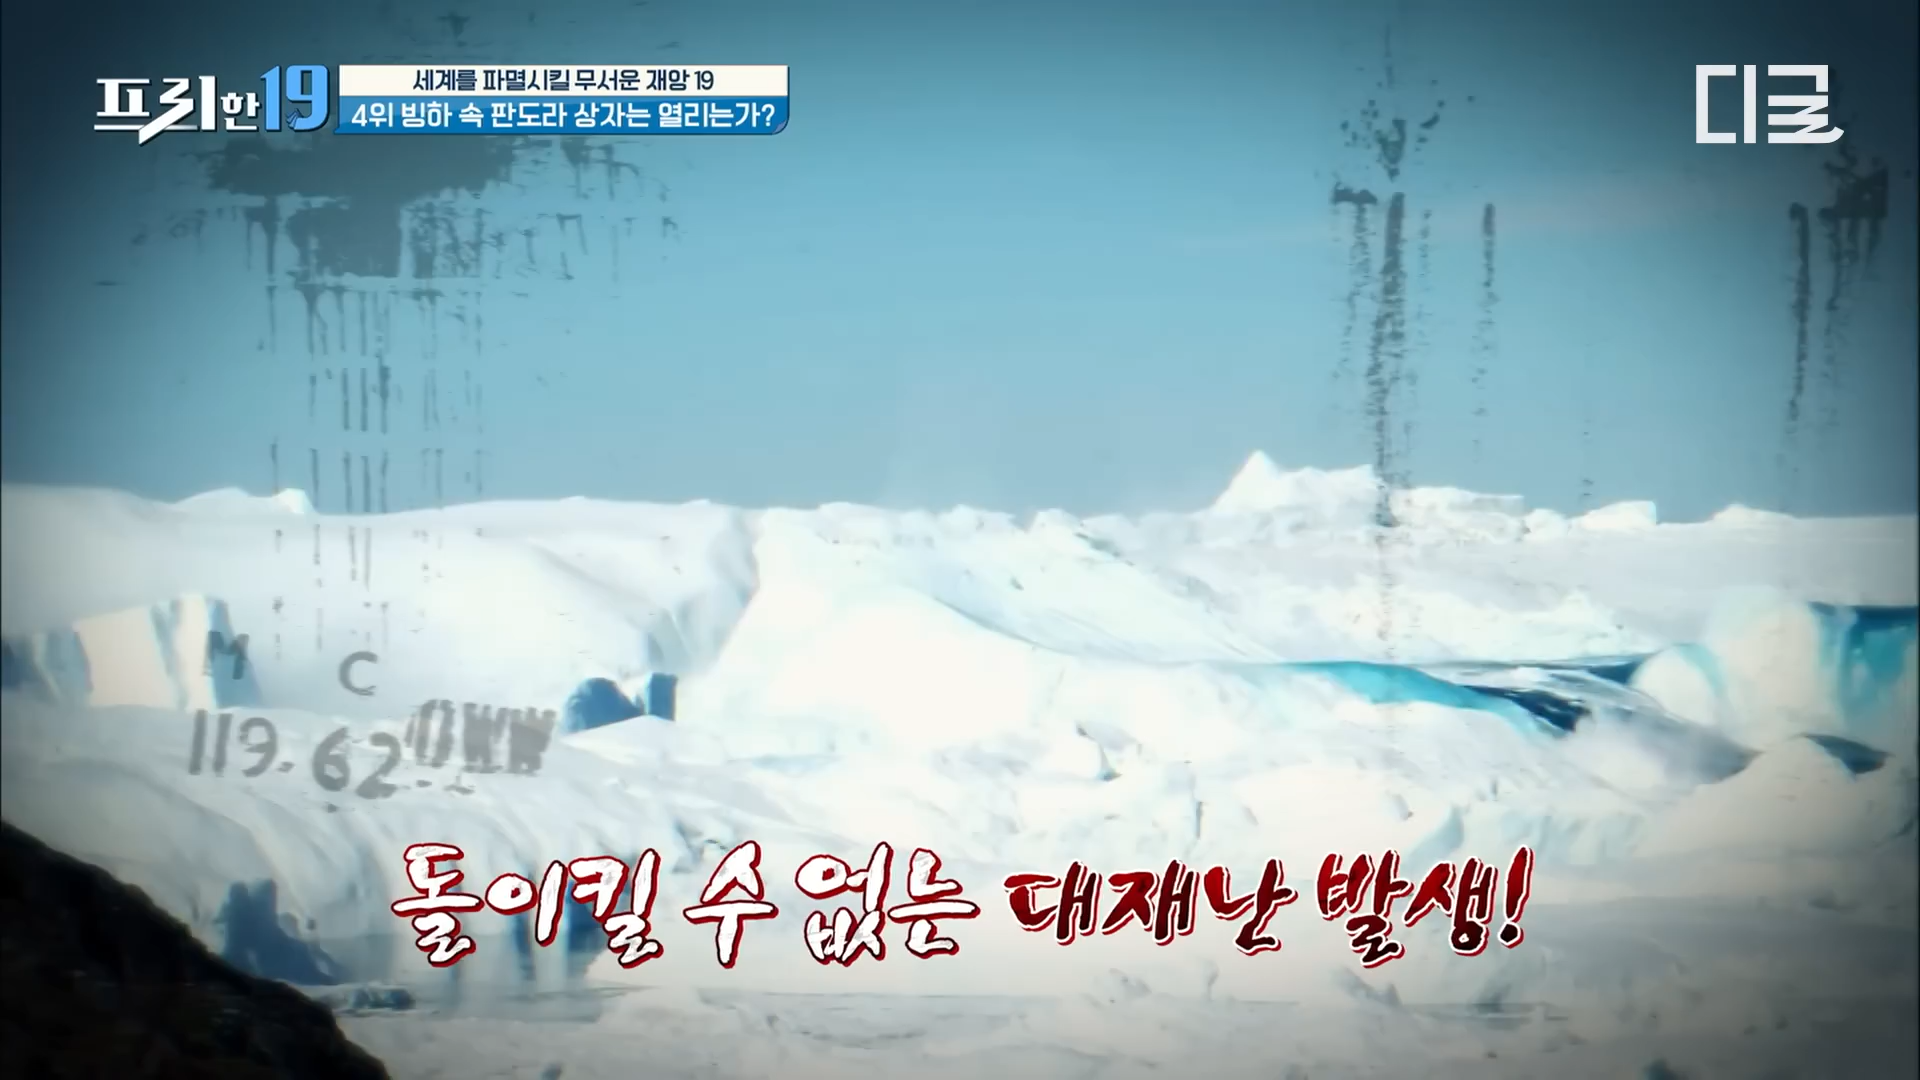 프리한19
세계를 파멸시킬 무서운 재앙 19
4위 빙하 속 판도라 상자는 열리는가?
디글
M C
119.62
돌이킬 수 없는 대재난 발생!